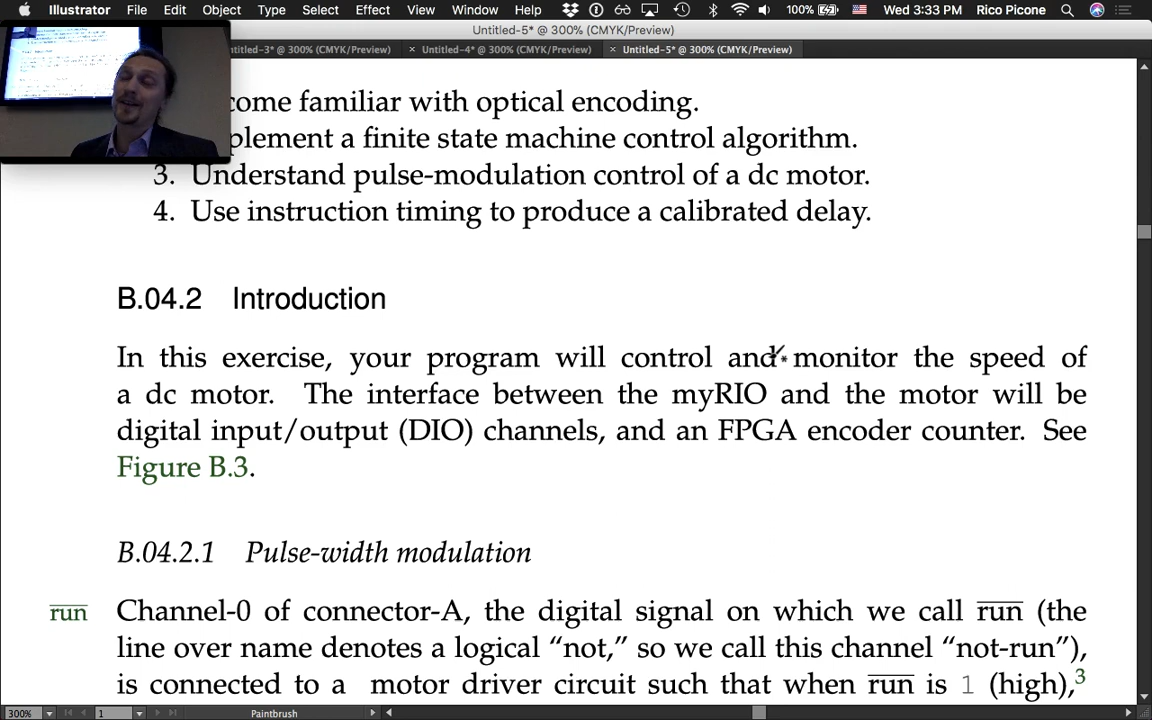 Illustrator File Edit Object Type Select Effect View Window Help 100% Wed 3:33 PM Rico Picone
Untitled-5* @ 300% (CMYK/Preview)
ntitled-3* @ 300% (CMYK/Preview) × Untitled-4* @ 300% (CMYK/Preview) × Untitled-5* @ 300% (CMYK/Preview)
come familiar with optical encoding.
plement a finite state machine control algorithm.
3. Understand pulse-modulation control of a dc motor.
4. Use instruction timing to produce a calibrated delay.
B.04.2 Introduction
In this exercise, your program will control and monitor the speed of
a dc motor. The interface between the myRIO and the motor will be
digital input/output (DIO) channels, and an FPGA encoder counter. See
Figure B.3.
B.04.2.1 Pulse-width modulation
run Channel-0 of connector-A, the digital signal on which we call run (the
line over name denotes a logical “not,” so we call this channel “not-run”),
is connected to a motor driver circuit such that when run is 1 (high),3
300% 1 Paintbrush